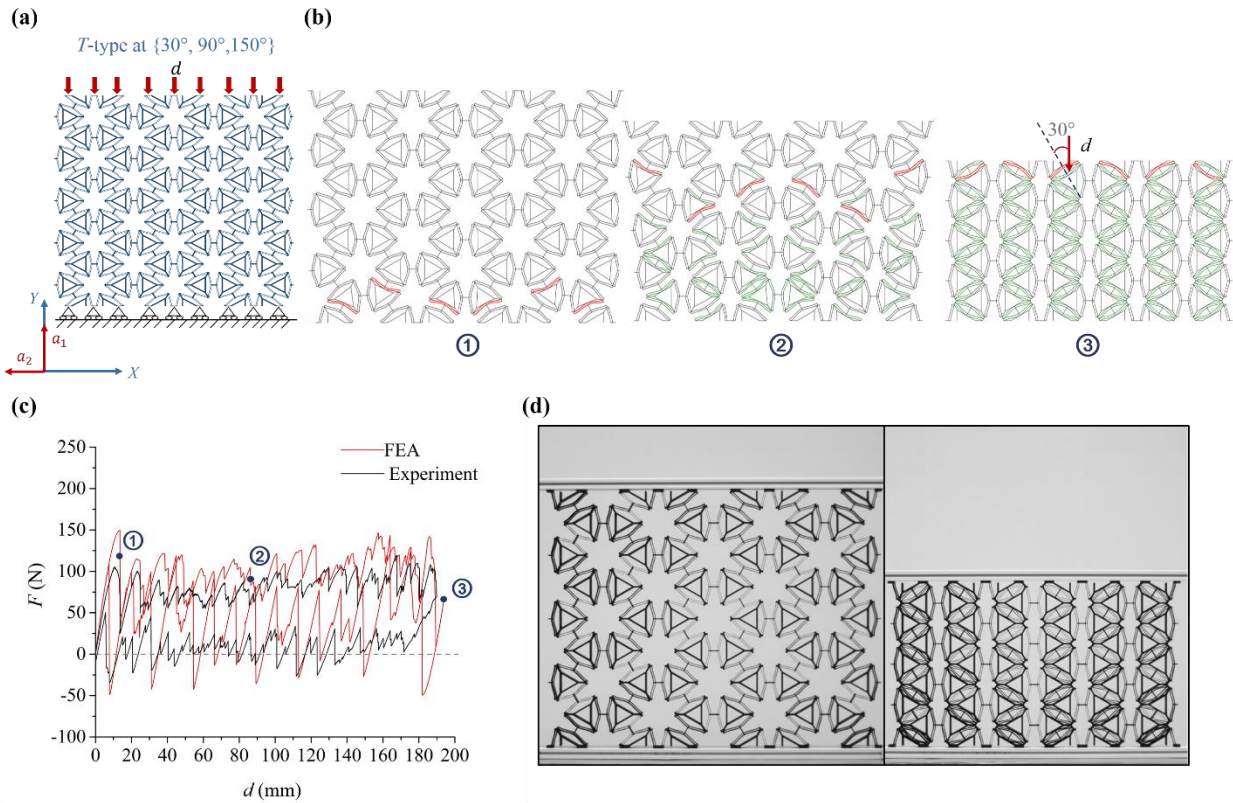 (a)
T-type at {30°, 90°,150°}
d
Y
a₁
a₂
X
(b)
30°
d
①
②
③
(c)
250
200
150
100
50
0
-50
-100
F (N)
FEA
Experiment
①
②
③
0 20 40 60 80 100 120 140 160 180 200
d (mm)
(d)